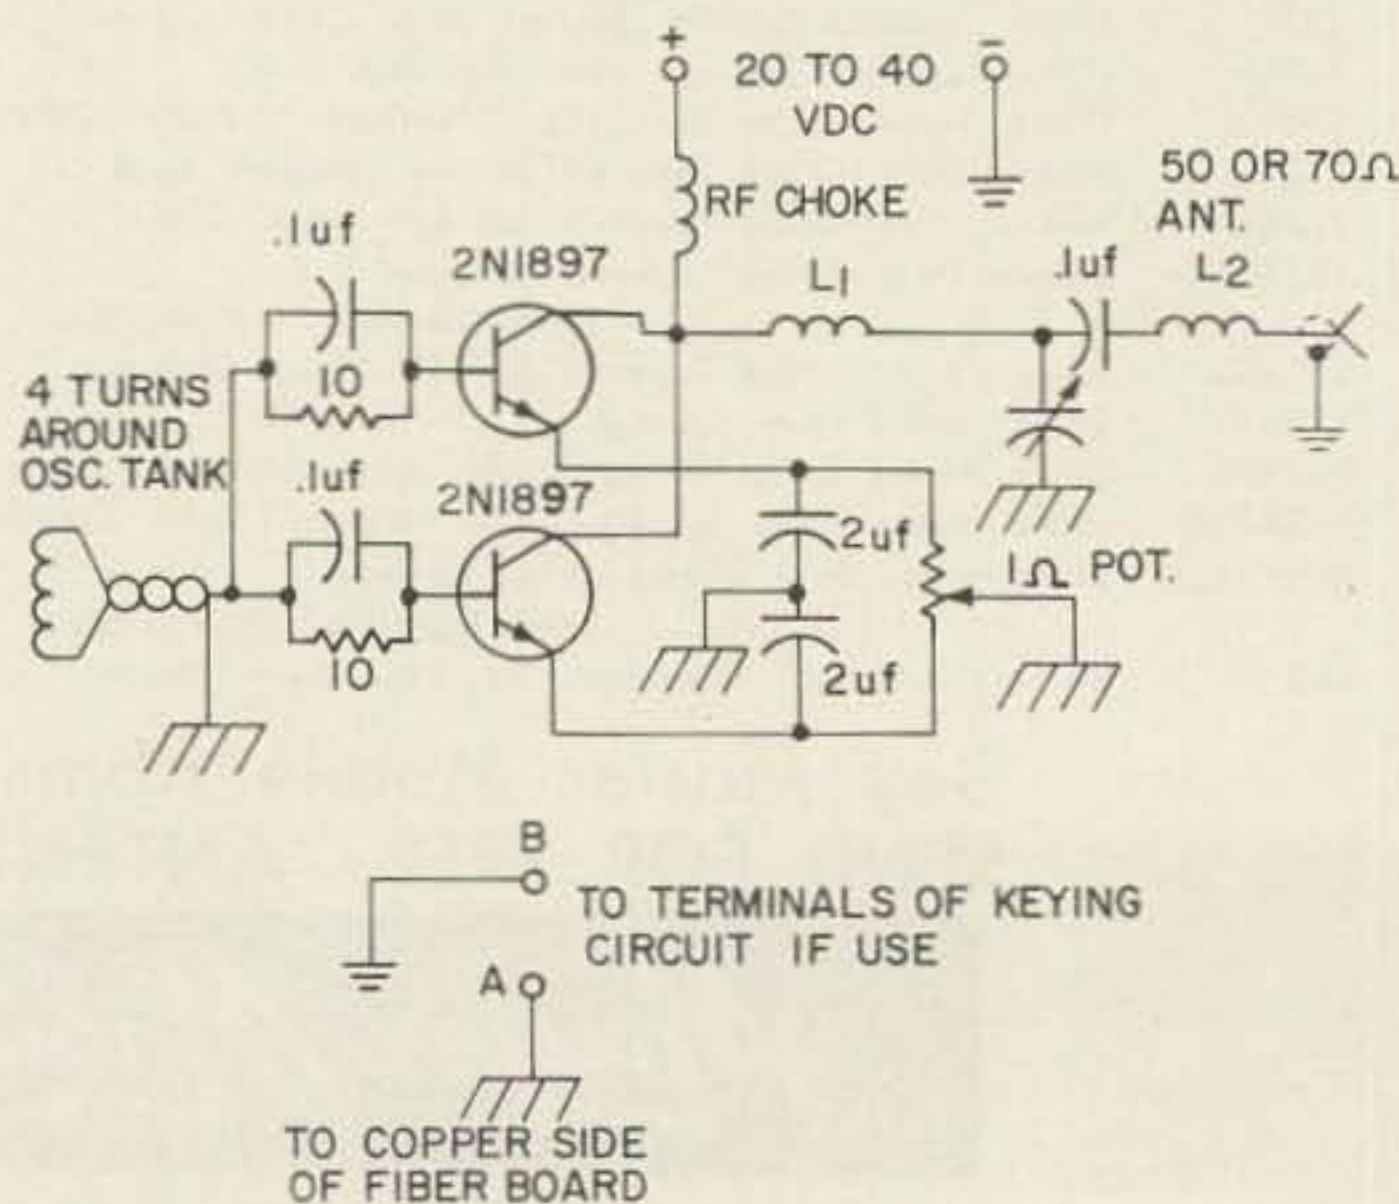 +
20 TO 40
VDC
−
50 OR 70Ω
ANT.
RF CHOKE
.1uf
2N1897
L1
.1uf
L2
10
4 TURNS
AROUND
OSC. TANK
.1uf
2N1897
2uf
1Ω POT.
10
2uf
B
TO TERMINALS OF KEYING
CIRCUIT IF USE
A
TO COPPER SIDE
OF FIBER BOARD